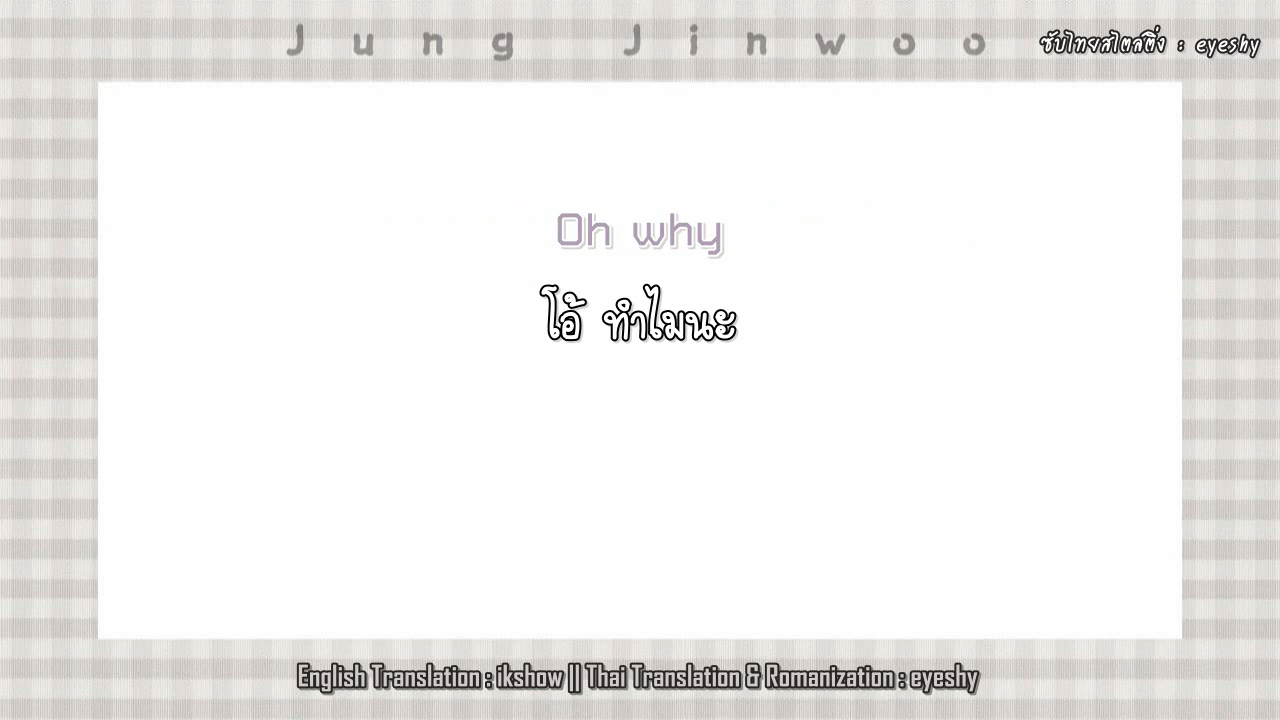 Jung Jinwoo
ซับไทยสไตล์ผึ้ง : eyeshy
Oh why
โอ้ ทำไมนะ
English Translation : ikshow || Thai Translation & Romanization : eyeshy